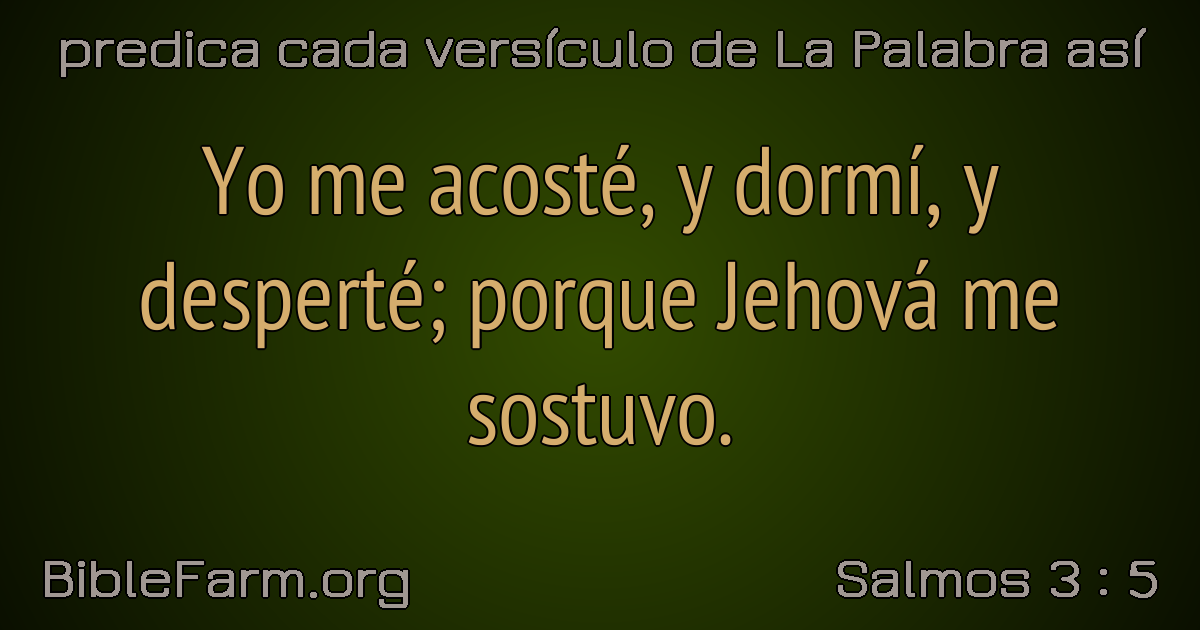 predica cada versículo de La Palabra así
Yo me acosté, y dormí, y
desperté; porque Jehová me
sostuvo.
BibleFarm.org
Salmos 3 : 5